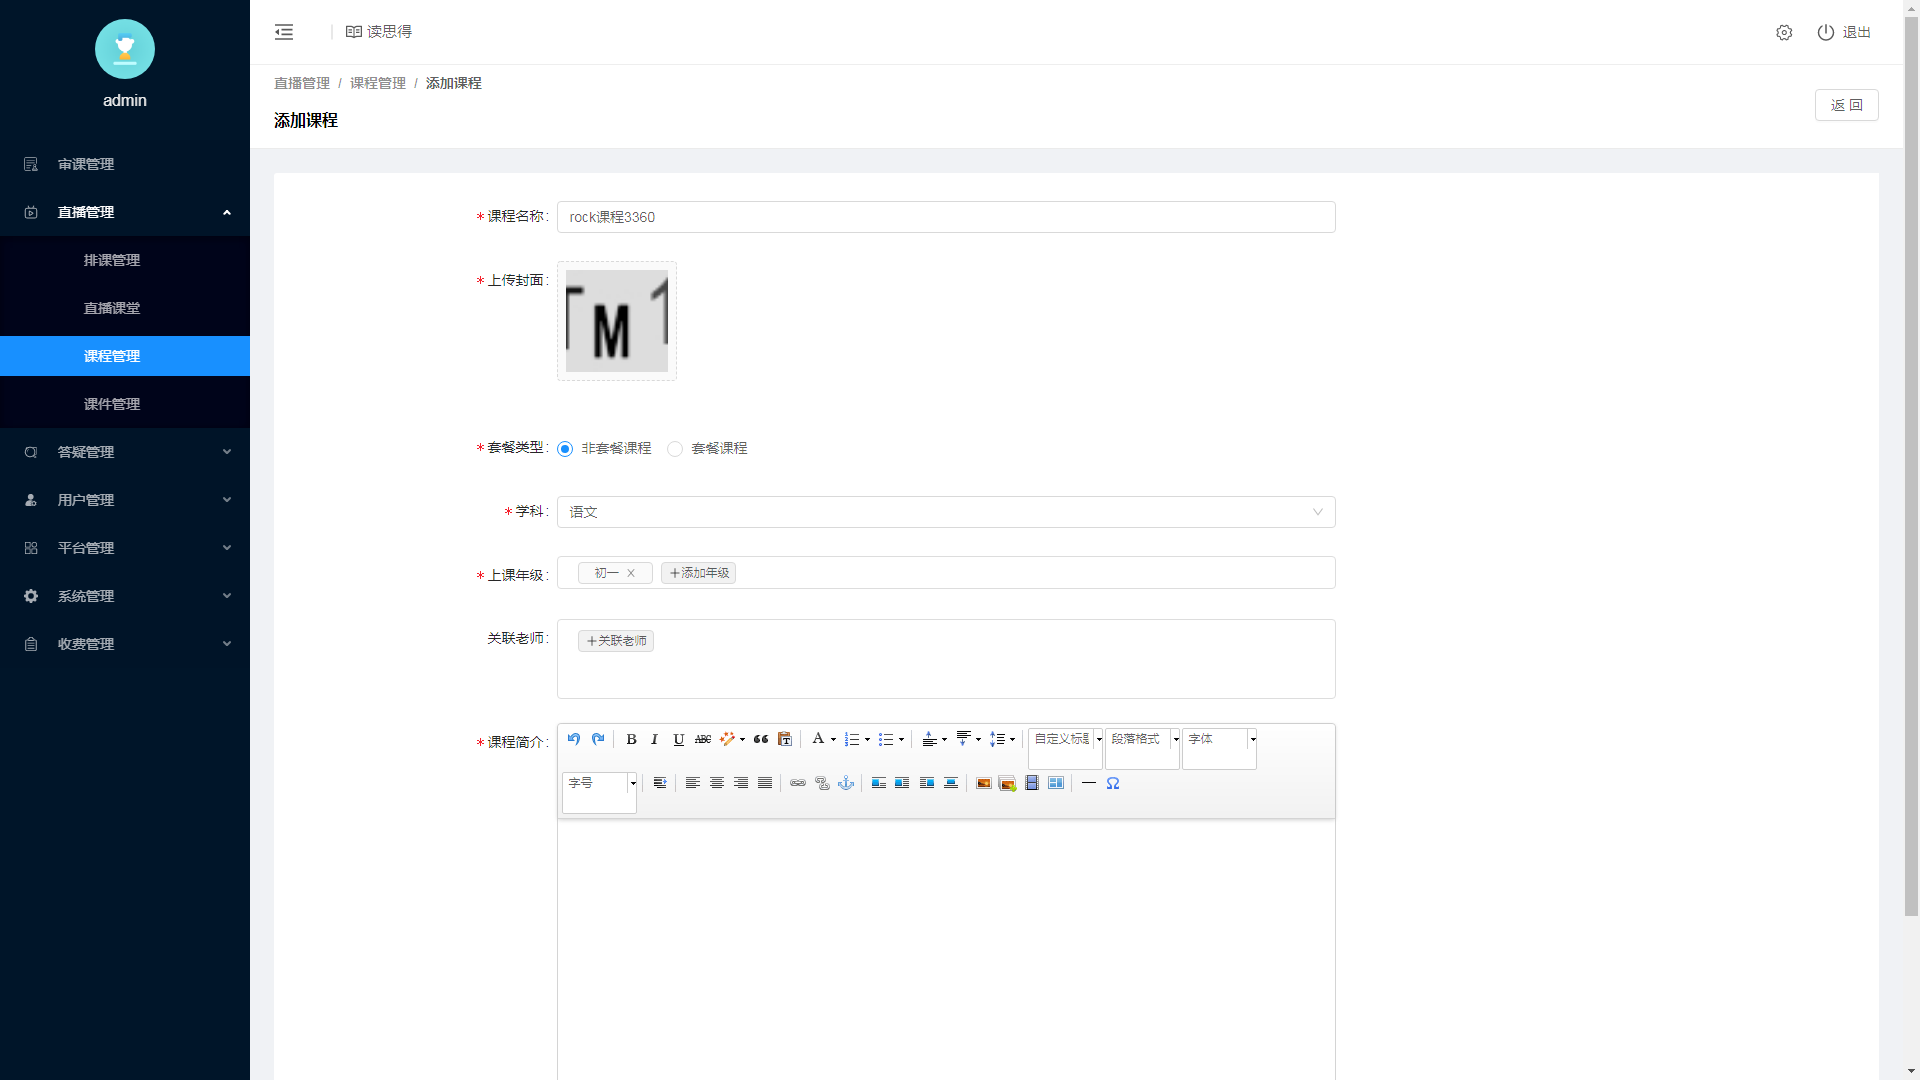 读思得
退出
admin
直播管理 / 课程管理 / 添加课程
添加课程
返 回
审课管理
直播管理
排课管理
直播课堂
课程管理
课件管理
答疑管理
用户管理
平台管理
系统管理
收费管理
* 课程名称: rock课程3360
* 上传封面:
M
* 套餐类型: 非套餐课程 套餐课程
* 学科: 语文
* 上课年级: 初一 X +添加年级
关联老师: +关联老师
* 课程简介:
B I U ABC A 自定义标题 段落格式 字体
字号 Ω